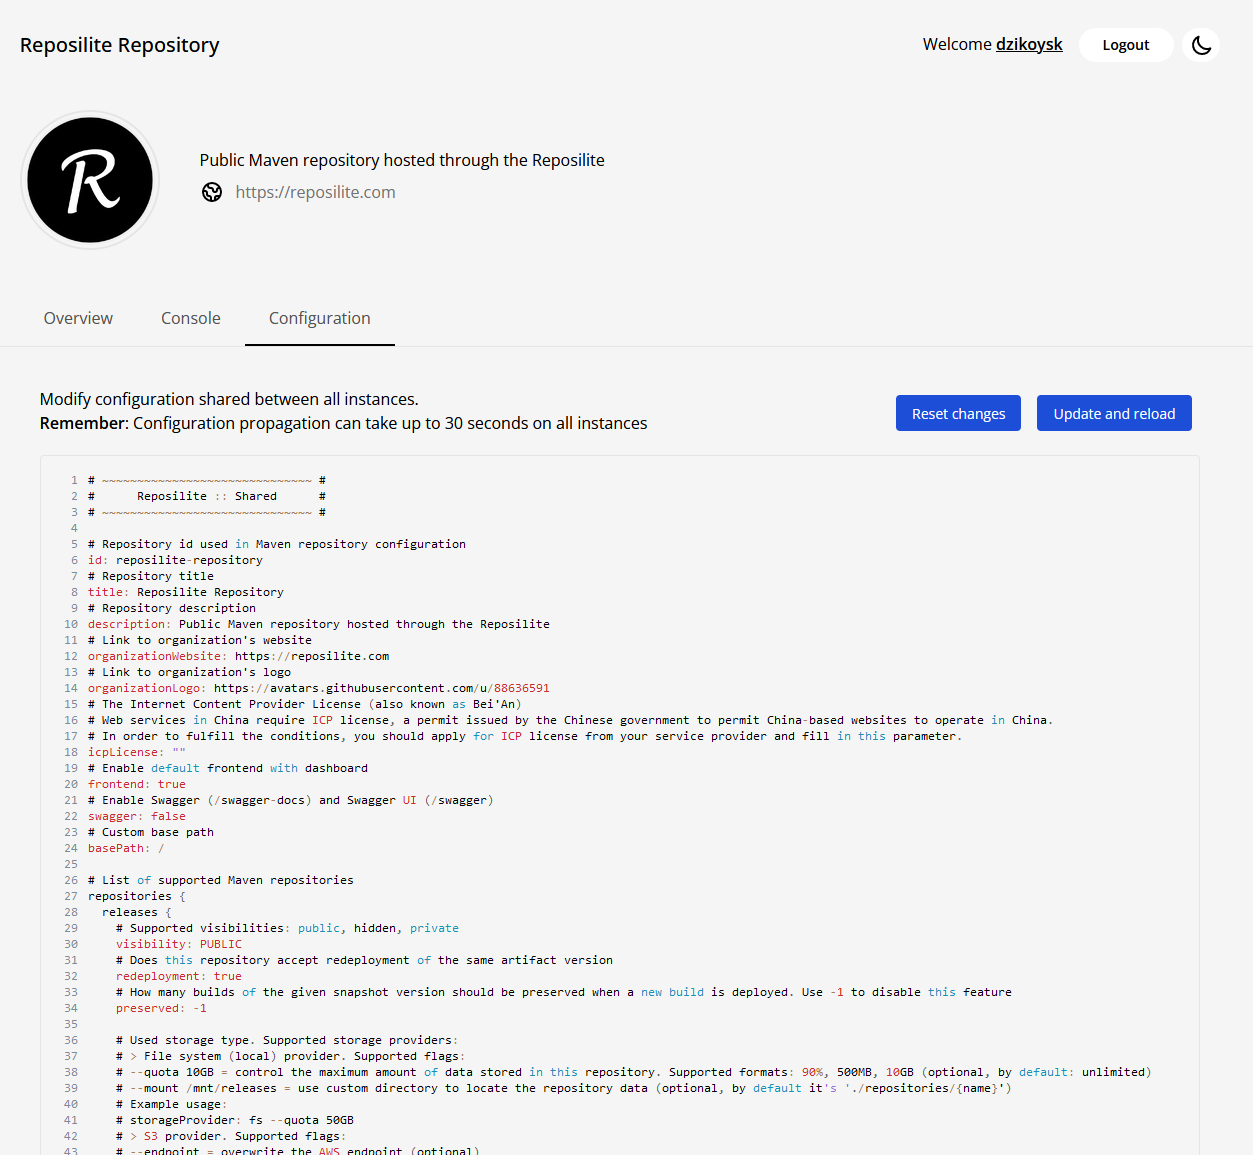 Reposilite Repository
Welcome dzikoysk
Logout
R
Public Maven repository hosted through the Reposilite
https://reposilite.com
Overview
Console
Configuration
Modify configuration shared between all instances.
Remember: Configuration propagation can take up to 30 seconds on all instances
Reset changes
Update and reload
1 # ~~~~~~~~~~~~~~~~~~~~~~~~~~~~~~ #
2 #      Reposilite :: Shared      #
3 # ~~~~~~~~~~~~~~~~~~~~~~~~~~~~~~ #
4
5 # Repository id used in Maven repository configuration
6 id: reposilite-repository
7 # Repository title
8 title: Reposilite Repository
9 # Repository description
10 description: Public Maven repository hosted through the Reposilite
11 # Link to organization's website
12 organizationWebsite: https://reposilite.com
13 # Link to organization's logo
14 organizationLogo: https://avatars.githubusercontent.com/u/88636591
15 # The Internet Content Provider License (also known as Bei'An)
16 # Web services in China require ICP license, a permit issued by the Chinese government to permit China-based websites to operate in China.
17 # In order to fulfill the conditions, you should apply for ICP license from your service provider and fill in this parameter.
18 icpLicense: ""
19 # Enable default frontend with dashboard
20 frontend: true
21 # Enable Swagger (/swagger-docs) and Swagger UI (/swagger)
22 swagger: false
23 # Custom base path
24 basePath: /
25
26 # List of supported Maven repositories
27 repositories {
28   releases {
29     # Supported visibilities: public, hidden, private
30     visibility: PUBLIC
31     # Does this repository accept redeployment of the same artifact version
32     redeployment: true
33     # How many builds of the given snapshot version should be preserved when a new build is deployed. Use -1 to disable this feature
34     preserved: -1
35
36     # Used storage type. Supported storage providers:
37     # > File system (local) provider. Supported flags:
38     # --quota 10GB = control the maximum amount of data stored in this repository. Supported formats: 90%, 500MB, 10GB (optional, by default: unlimited)
39     # --mount /mnt/releases = use custom directory to locate the repository data (optional, by default it's './repositories/{name}')
40     # Example usage:
41     # storageProvider: fs --quota 50GB
42     # > S3 provider. Supported flags:
43     # --endpoint = overwrite the AWS endpoint (optional)